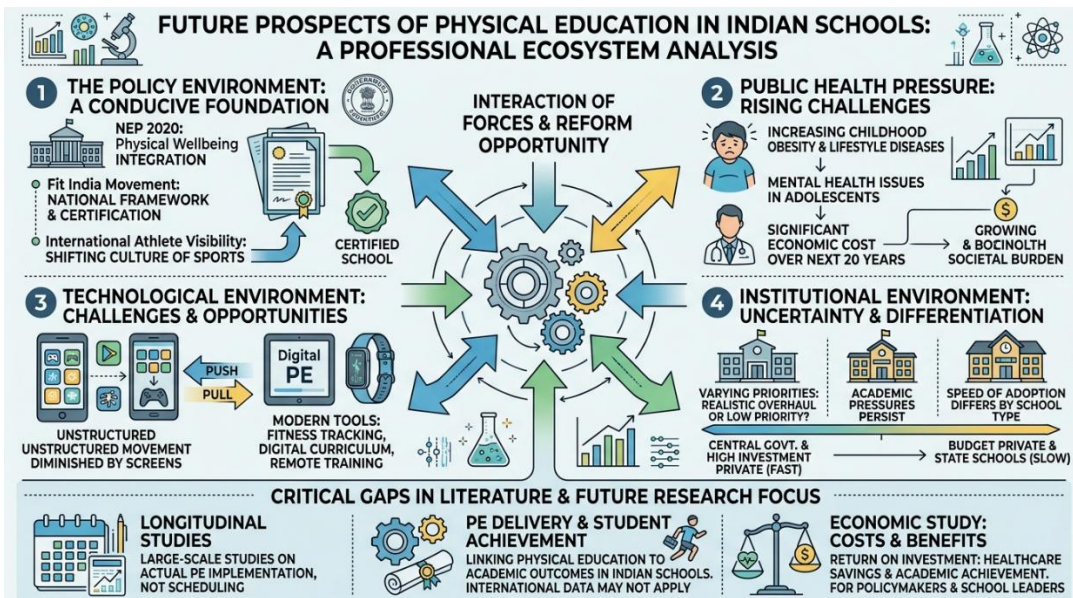 FUTURE PROSPECTS OF PHYSICAL EDUCATION IN INDIAN SCHOOLS:
A PROFESSIONAL ECOSYSTEM ANALYSIS
1
THE POLICY ENVIRONMENT:
A CONDUCIVE FOUNDATION
NEP 2020:
Physical Wellbeing
INTEGRATION
Fit India Movement:
NATIONAL FRAMEWORK
& CERTIFICATION
International Athlete Visibility:
SHIFTING CULTURE OF SPORTS
CERTIFIED
SCHOOL
INTERACTION OF
FORCES & REFORM
OPPORTUNITY
2
PUBLIC HEALTH PRESSURE:
RISING CHALLENGES
INCREASING CHILDHOOD
OBESITY & LIFESTYLE DISEASES
MENTAL HEALTH ISSUES
IN ADOLESCENTS
SIGNIFICANT
ECONOMIC COST
OVER NEXT 20 YEARS
$
GROWING
& BOCINOLTH
SOCIETAL BURDEN
3
TECHNOLOGICAL ENVIRONMENT:
CHALLENGES & OPPORTUNITIES
PUSH
PULL
Digital
PE
UNSTRUCTURED
UNSTRUCTURED MOVEMENT
DIMINISHED BY SCREENS
MODERN TOOLS:
FITNESS TRACKING,
DIGITAL CURRICULUM,
REMOTE TRAINING
4
INSTITUTIONAL ENVIRONMENT:
UNCERTAINTY & DIFFERENTIATION
VARYING PRIORITIES:
REALISTIC OVERHAUL
OR LOW PRIORITY?
ACADEMIC
PRESSURES
PERSIST
SPEED OF ADOPTION
DIFFERS BY SCHOOL
TYPE
CENTRAL GOVT. &
HIGH INVESTMENT
PRIVATE (FAST)
BUDGET PRIVATE &
STATE SCHOOLS (SLOW)
CRITICAL GAPS IN LITERATURE & FUTURE RESEARCH FOCUS
LONGITUDINAL
STUDIES
LARGE-SCALE STUDIES ON
ACTUAL PE IMPLEMENTATION,
NOT SCHEDULING
PE DELIVERY & STUDENT
ACHIEVEMENT
LINKING PHYSICAL EDUCATION TO
ACADEMIC OUTCOMES IN INDIAN SCHOOLS.
INTERNATIONAL DATA MAY NOT APPLY
$
ECONOMIC STUDY:
COSTS & BENEFITS
RETURN ON INVESTMENT: HEALTHCARE
SAVINGS & ACADEMIC ACHIEVEMENT.
FOR POLICYMAKERS & SCHOOL LEADERS